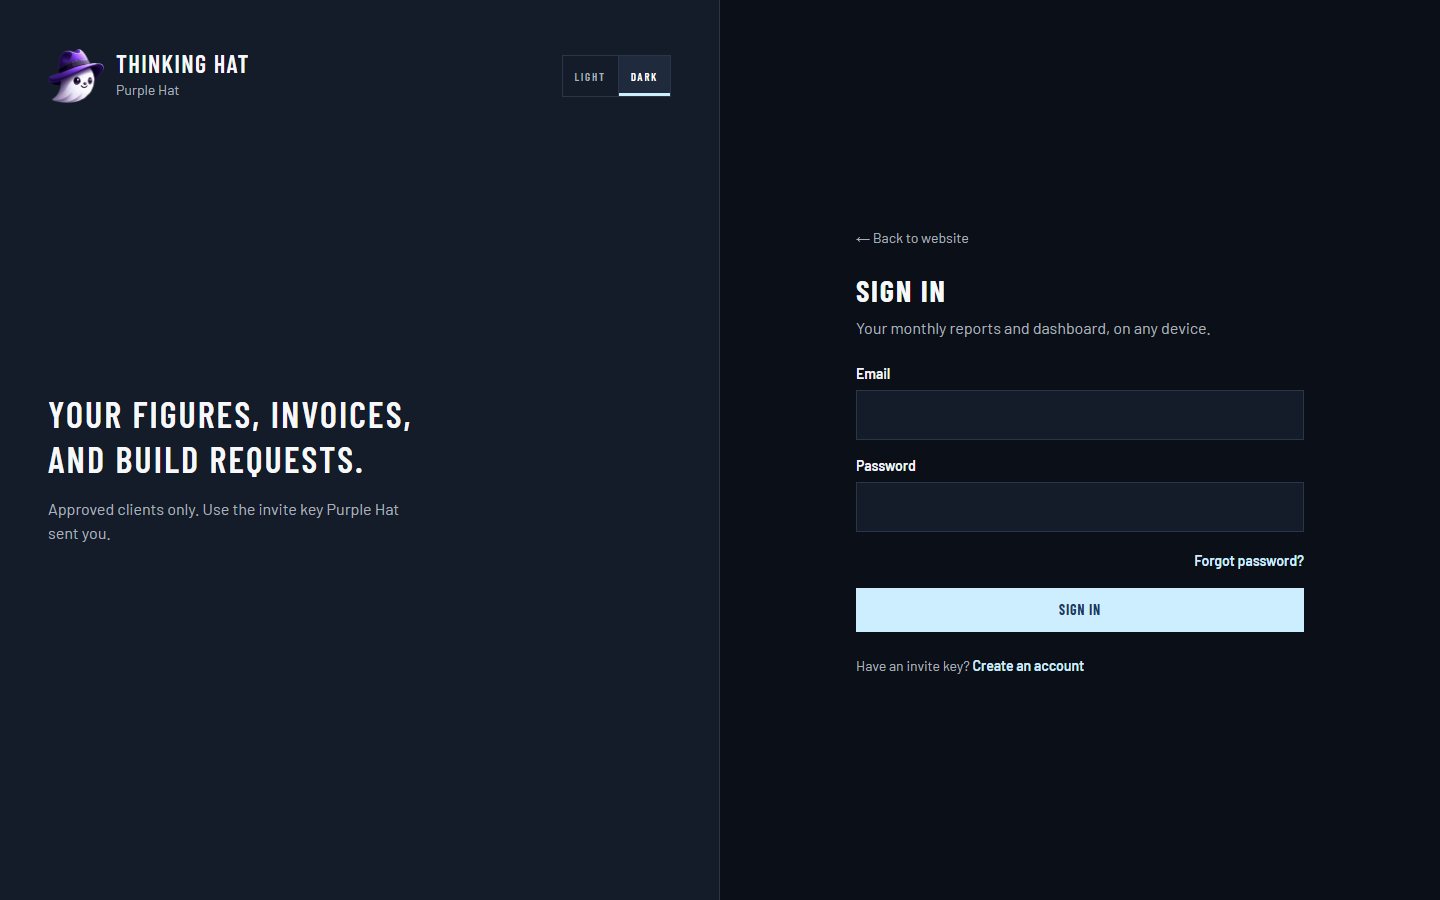 THINKING HAT
Purple Hat
LIGHT
DARK
YOUR FIGURES, INVOICES,
AND BUILD REQUESTS.
Approved clients only. Use the invite key Purple Hat
sent you.
← Back to website
SIGN IN
Your monthly reports and dashboard, on any device.
Email
Password
Forgot password?
SIGN IN
Have an invite key? Create an account